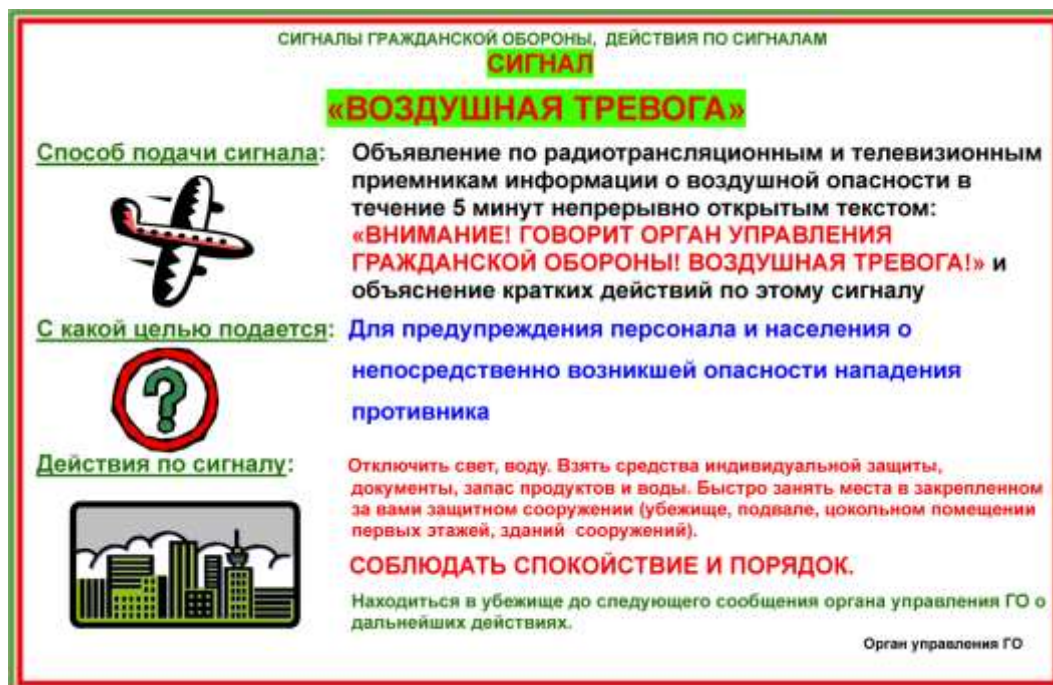 СИГНАЛЫ ГРАЖДАНСКОЙ ОБОРОНЫ, ДЕЙСТВИЯ ПО СИГНАЛАМ
СИГНАЛ
«ВОЗДУШНАЯ ТРЕВОГА»
Способ подачи сигнала:
Объявление по радиотрансляционным и телевизионным
приемникам информации о воздушной опасности в
течение 5 минут непрерывно открытым текстом:
«ВНИМАНИЕ! ГОВОРИТ ОРГАН УПРАВЛЕНИЯ
ГРАЖДАНСКОЙ ОБОРОНЫ! ВОЗДУШНАЯ ТРЕВОГА!» и
объяснение кратких действий по этому сигналу
С какой целью подается:
Для предупреждения персонала и населения о
непосредственно возникшей опасности нападения
противника
Действия по сигналу:
Отключить свет, воду. Взять средства индивидуальной защиты,
документы, запас продуктов и воды. Быстро занять места в закрепленном
за вами защитном сооружении (убежище, подвале, цокольном помещении
первых этажей, зданий сооружений).
СОБЛЮДАТЬ СПОКОЙСТВИЕ И ПОРЯДОК.
Находиться в убежище до следующего сообщения органа управления ГО о
дальнейших действиях.
Орган управления ГО